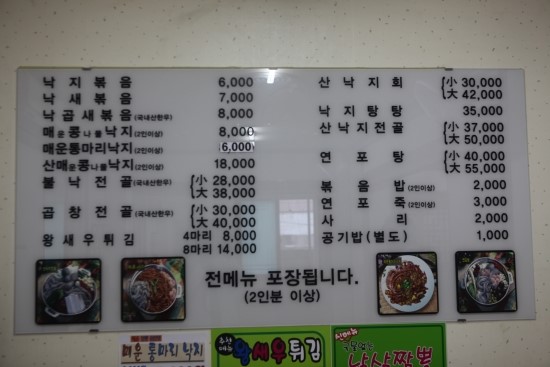 낙지볶음 6,000
낙새볶음 7,000
낙곱새볶음(국내산한우) 8,000
매운콩나물낙지(2인이상) 8,000
매운통마리낙지(2인이상) (6,000)
산매운콩나물낙지(2인이상) 18,000
불낙전골(국내산한우) 小 28,000
大 38,000
곱창전골(국내산한우) 小 30,000
大 40,000
왕새우튀김 4마리 8,000
8마리 14,000
산낙지회 小 30,000
大 42,000
낙지탕탕 35,000
산낙지전골 小 37,000
大 50,000
연포탕 小 40,000
大 55,000
볶음밥(2인이상) 2,000
연포죽(2인이상) 3,000
사리 2,000
공기밥(별도) 1,000
전메뉴 포장됩니다.
(2인분 이상)
매운 통마리 낙지
왕새우튀김
신메뉴
낙삼짬뽕